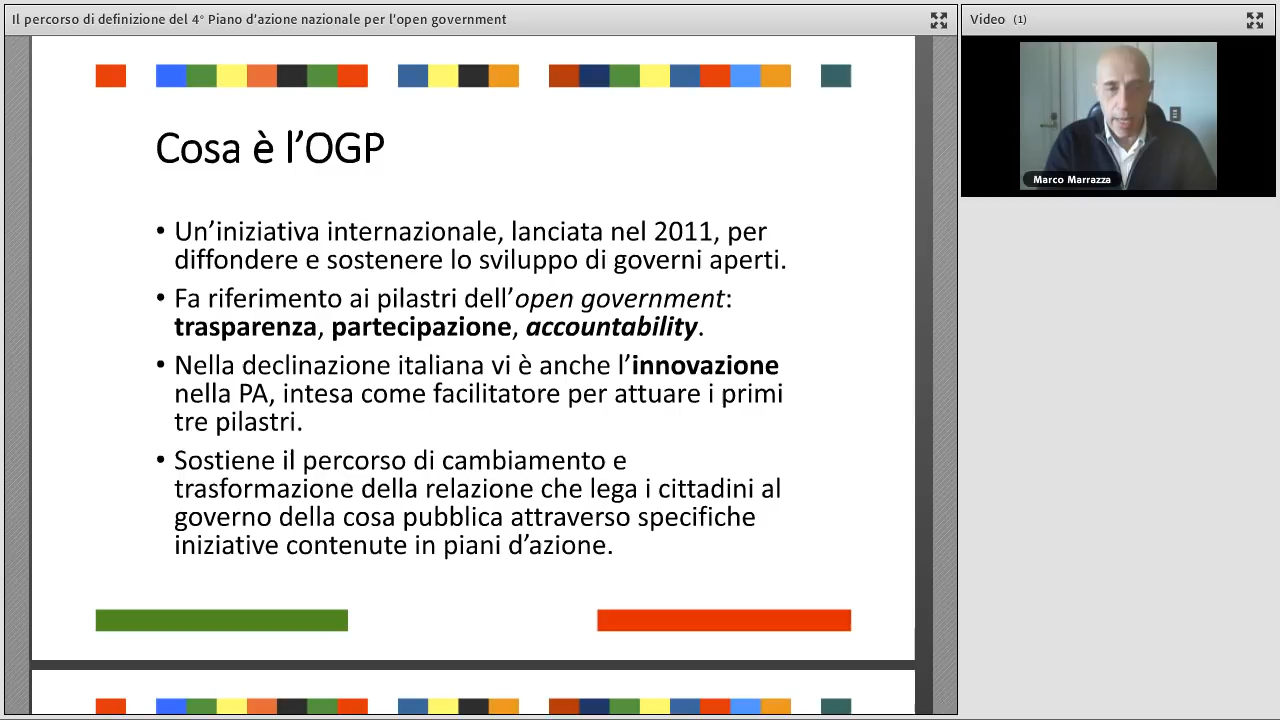 Il percorso di definizione del 4° Piano d'azione nazionale per l'open government
Video (1)
Marco Marrazza
Cosa è l’OGP
• Un’iniziativa internazionale, lanciata nel 2011, per
diffondere e sostenere lo sviluppo di governi aperti.
• Fa riferimento ai pilastri dell’open government:
trasparenza, partecipazione, accountability.
• Nella declinazione italiana vi è anche l’innovazione
nella PA, intesa come facilitatore per attuare i primi
tre pilastri.
• Sostiene il percorso di cambiamento e
trasformazione della relazione che lega i cittadini al
governo della cosa pubblica attraverso specifiche
iniziative contenute in piani d’azione.